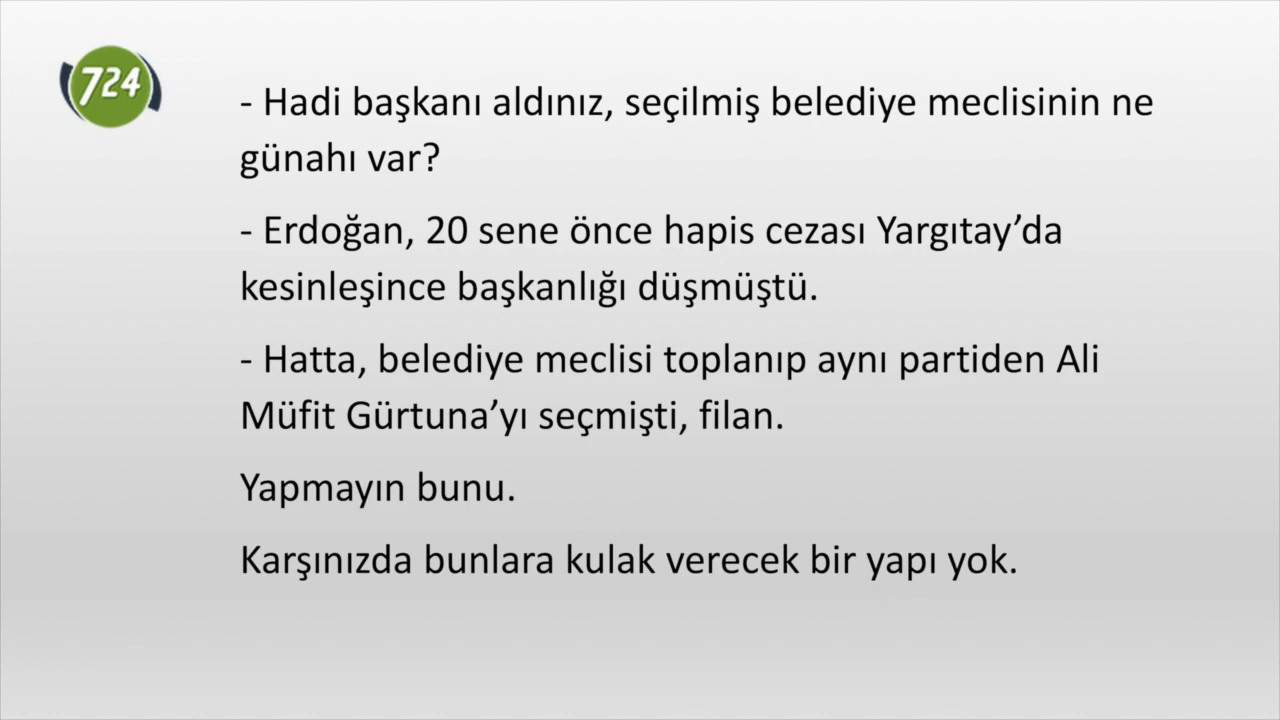 724
- Hadi başkanı aldınız, seçilmiş belediye meclisinin ne
günahı var?
- Erdoğan, 20 sene önce hapis cezası Yargıtay’da
kesinleşince başkanlığı düşmüştü.
- Hatta, belediye meclisi toplanıp aynı partiden Ali
Müfit Gürtuna’yı seçmişti, filan.
Yapmayın bunu.
Karşınızda bunlara kulak verecek bir yapı yok.